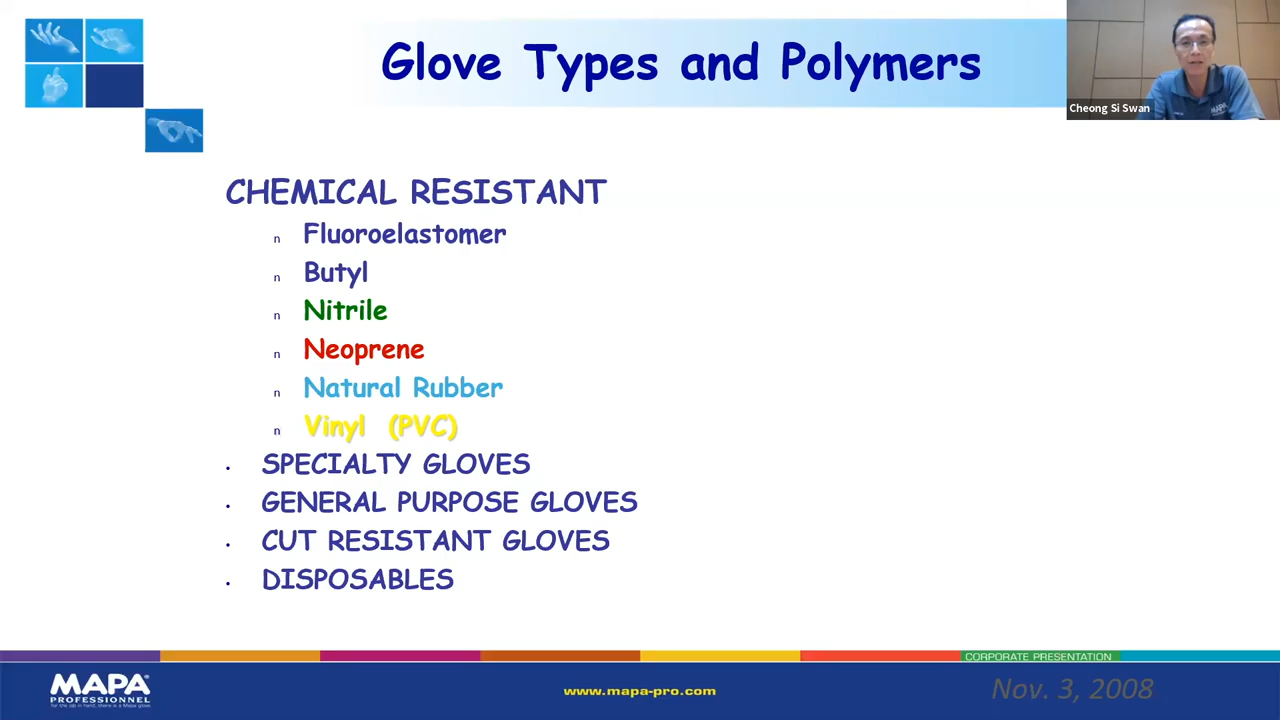 Glove Types and Polymers
Cheong Si Swan
CHEMICAL RESISTANT
n Fluoroelastomer
n Butyl
n Nitrile
n Neoprene
n Natural Rubber
n Vinyl (PVC)
• SPECIALTY GLOVES
• GENERAL PURPOSE GLOVES
• CUT RESISTANT GLOVES
• DISPOSABLES
CORPORATE PRESENTATION
MAPA®
PROFESSIONNEL
www.mapa-pro.com
Nov. 3, 2008